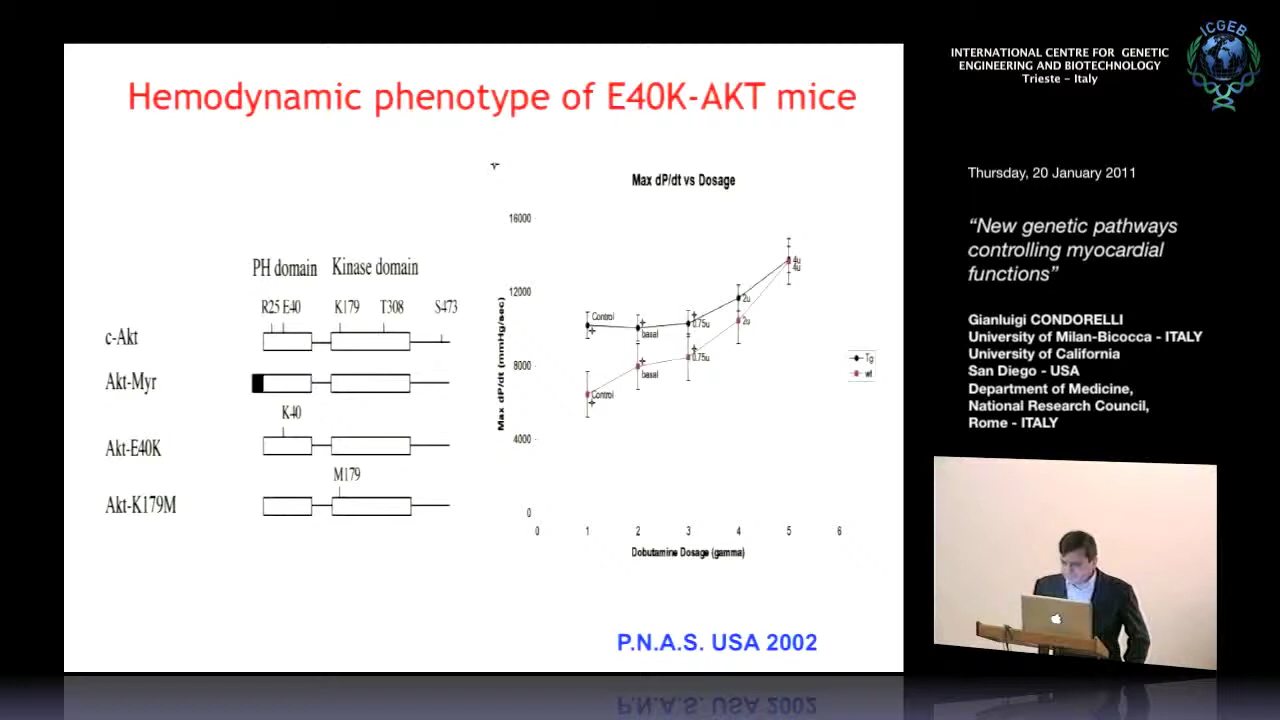 Hemodynamic phenotype of E40K-AKT mice
PH domain Kinase domain
R25 E40 K179 T308 S473
c-Akt
Akt-Myr
K40
Akt-E40K
M179
Akt-K179M
Max dP/dt vs Dosage
Max dP/dt (mmHg/sec)
16000
12000
8000
4000
0
Control
basal
0.75u
2u
4u
4u
Control
basal
0.75u
2u
Tg
wt
0 1 2 3 4 5 6
Dobutamine Dosage (gamma)
P.N.A.S. USA 2002
INTERNATIONAL CENTRE FOR GENETIC
ENGINEERING AND BIOTECHNOLOGY
Trieste - Italy
ICGEB
Thursday, 20 January 2011
“New genetic pathways
controlling myocardial
functions”
Gianluigi CONDORELLI
University of Milan-Bicocca - ITALY
University of California
San Diego - USA
Department of Medicine,
National Research Council,
Rome - ITALY